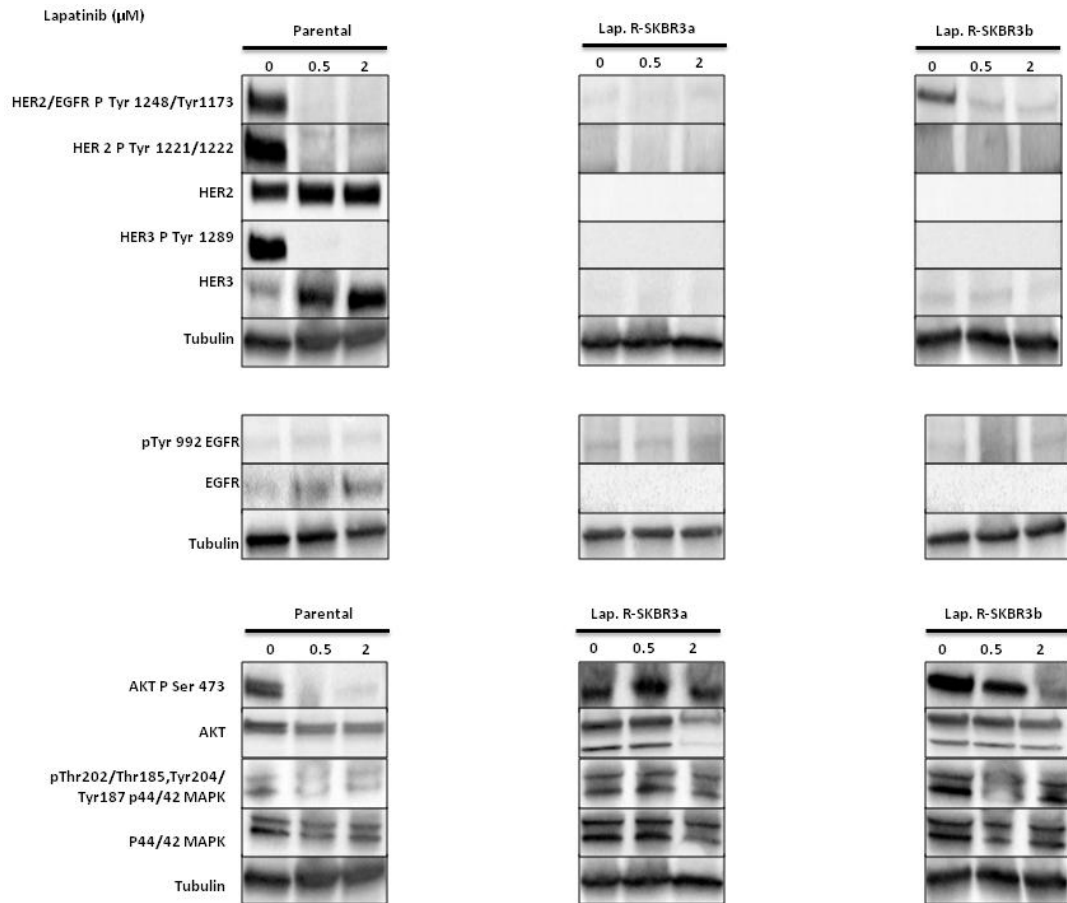 Lapatinib (µM)
Parental Lap. R-SKBR3a Lap. R-SKBR3b
0 0.5 2 0 0.5 2 0 0.5 2
HER2/EGFR P Tyr 1248/Tyr1173
HER 2 P Tyr 1221/1222
HER2
HER3 P Tyr 1289
HER3
Tubulin
pTyr 992 EGFR
EGFR
Tubulin
Parental Lap. R-SKBR3a Lap. R-SKBR3b
0 0.5 2 0 0.5 2 0 0.5 2
AKT P Ser 473
AKT
pThr202/Thr185,Tyr204/
Tyr187 p44/42 MAPK
P44/42 MAPK
Tubulin